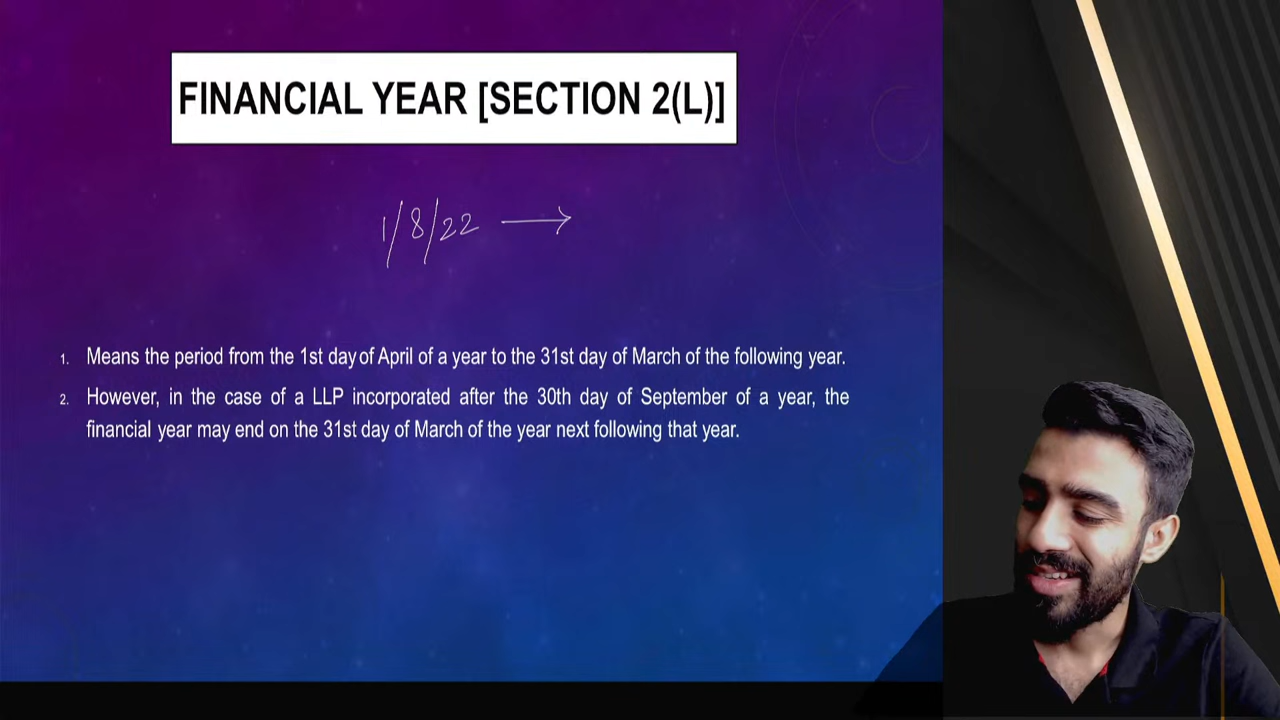 FINANCIAL YEAR [SECTION 2(L)]
1/8/22 →
1. Means the period from the 1st day of April of a year to the 31st day of March of the following year.
2. However, in the case of a LLP incorporated after the 30th day of September of a year, the
financial year may end on the 31st day of March of the year next following that year.